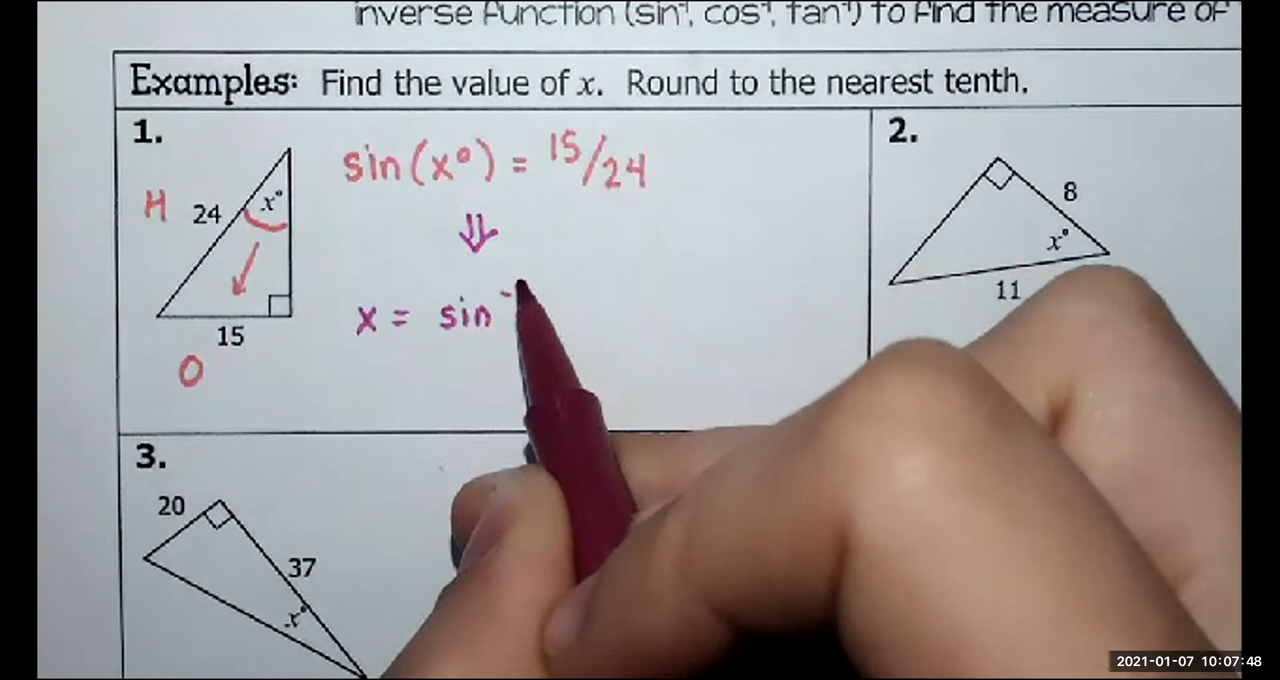 inverse function (sin⁻¹, cos⁻¹, tan⁻¹) to find the measure of
Examples: Find the value of x. Round to the nearest tenth.
1.
sin(x°) = 15/24
H
24
x°
15
O
x = sin⁻
2.
8
x°
11
3.
20
37
x°
2021-01-07 10:07:48